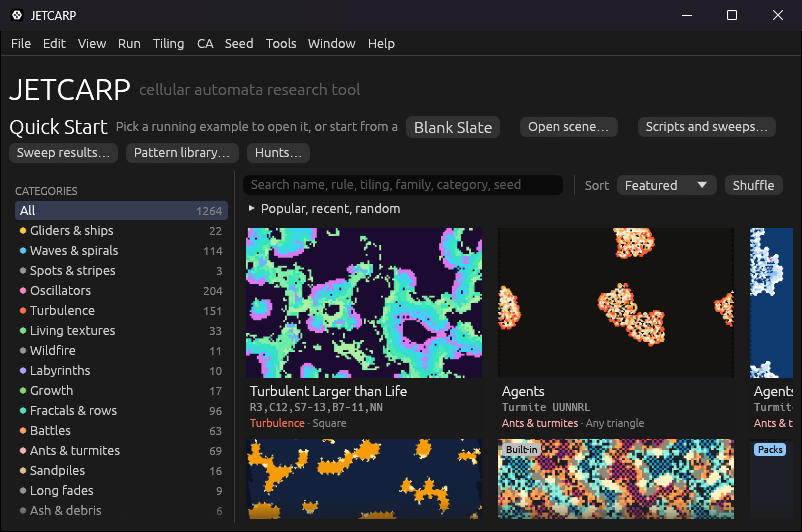 JETCARP
File Edit View Run Tiling CA Seed Tools Window Help
JETCARP cellular automata research tool
Quick Start Pick a running example to open it, or start from a Blank Slate Open scene... Scripts and sweeps...
Sweep results... Pattern library... Hunts...
CATEGORIES
All 1264
Gliders & ships 22
Waves & spirals 114
Spots & stripes 3
Oscillators 204
Turbulence 151
Living textures 33
Wildfire 11
Labyrinths 10
Growth 17
Fractals & rows 96
Battles 63
Ants & turmites 69
Sandpiles 16
Long fades 9
Ash & debris 6
Search name, rule, tiling, family, category, seed
Sort Featured Shuffle
Popular, recent, random
Turbulent Larger than Life
R3,C12,S7-13,B7-11,NN
Turbulence · Square
Agents
Turmite UUNNRL
Ants & turmites · Any triangle
Agents
Turmit
Ants & t
Built-in
Packs